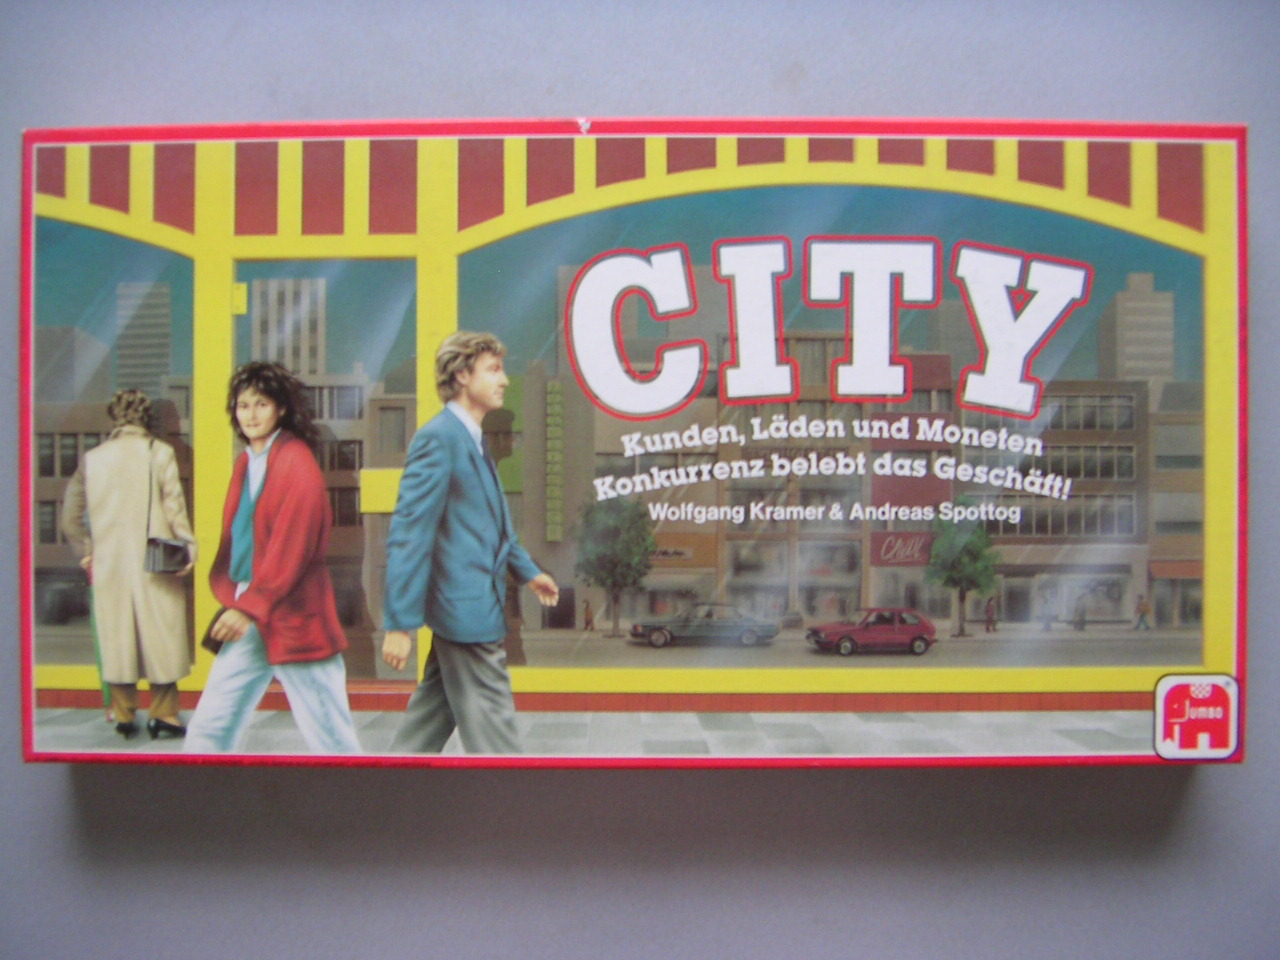 CITY
Kunden, Läden und Moneten
Konkurrenz belebt das Geschäft!
Wolfgang Kramer & Andreas Spottog
JUMBO